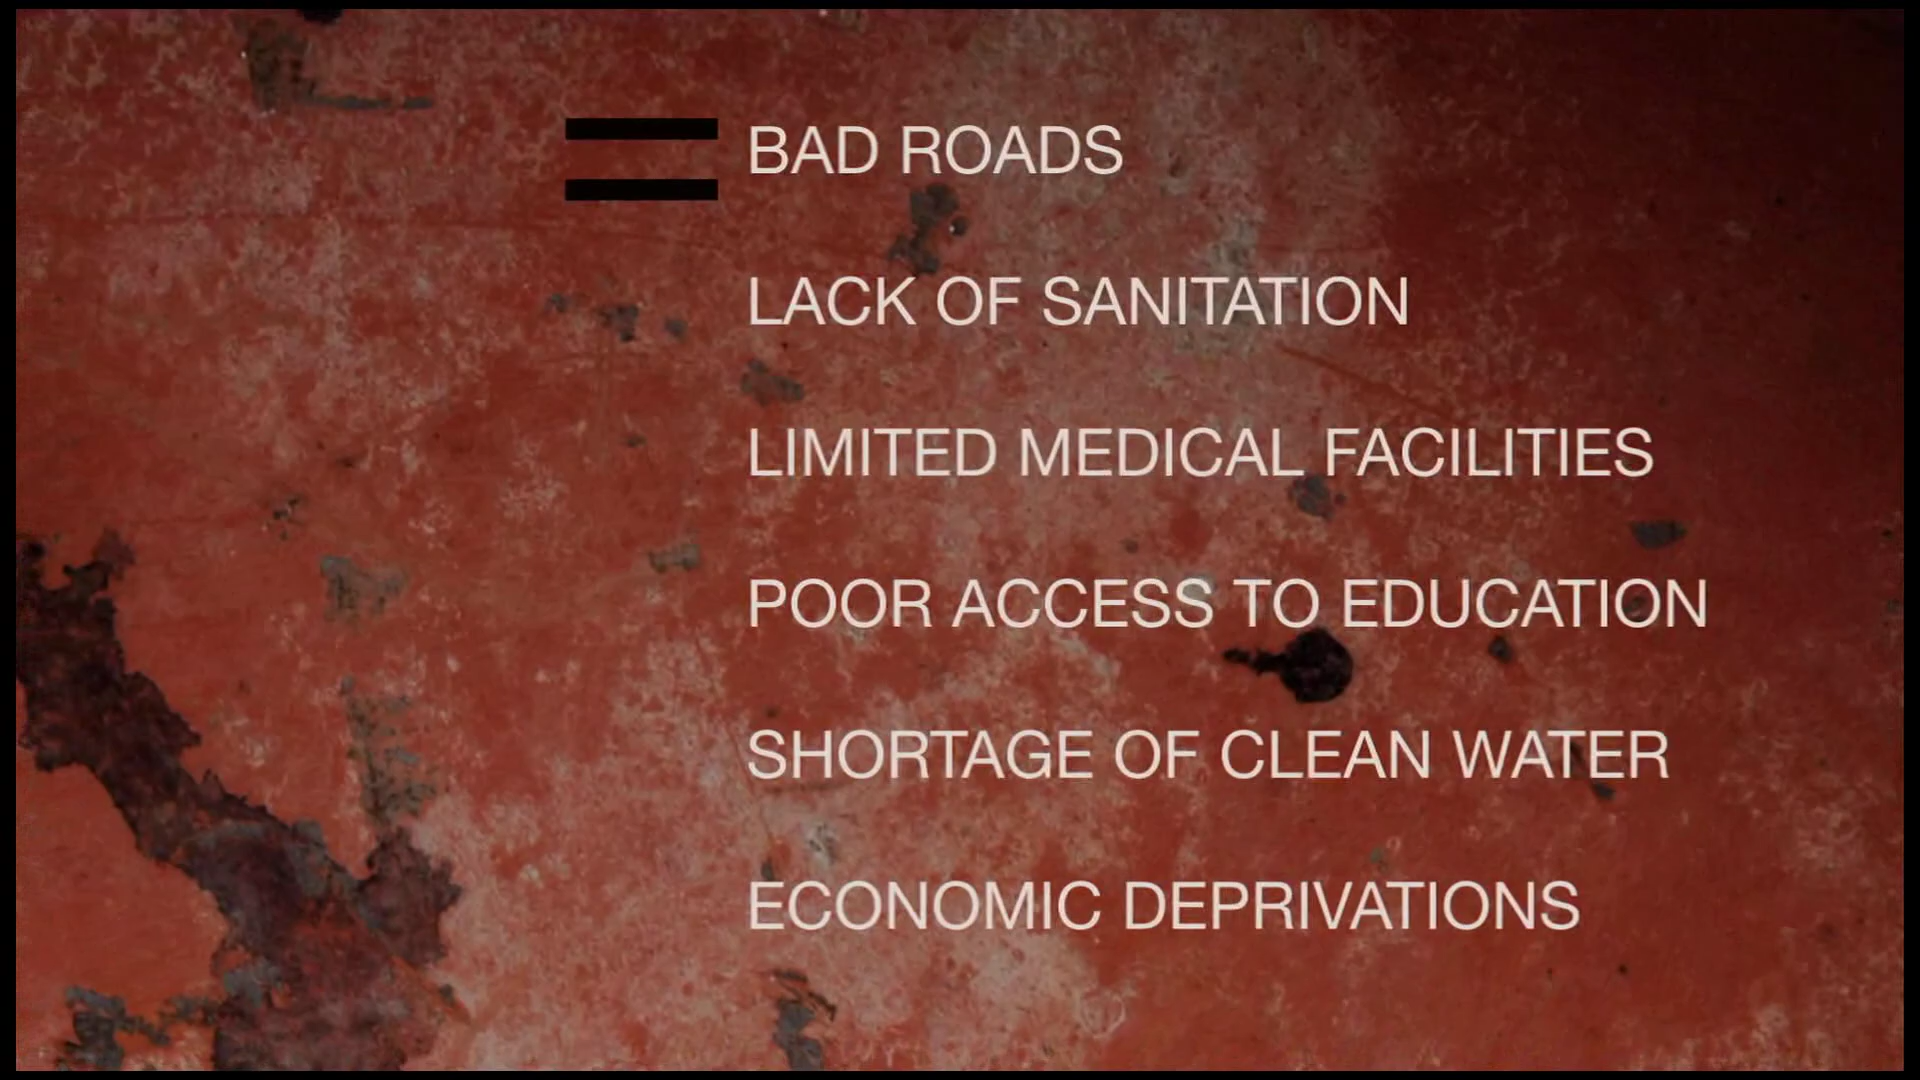 = BAD ROADS
LACK OF SANITATION
LIMITED MEDICAL FACILITIES
POOR ACCESS TO EDUCATION
SHORTAGE OF CLEAN WATER
ECONOMIC DEPRIVATIONS